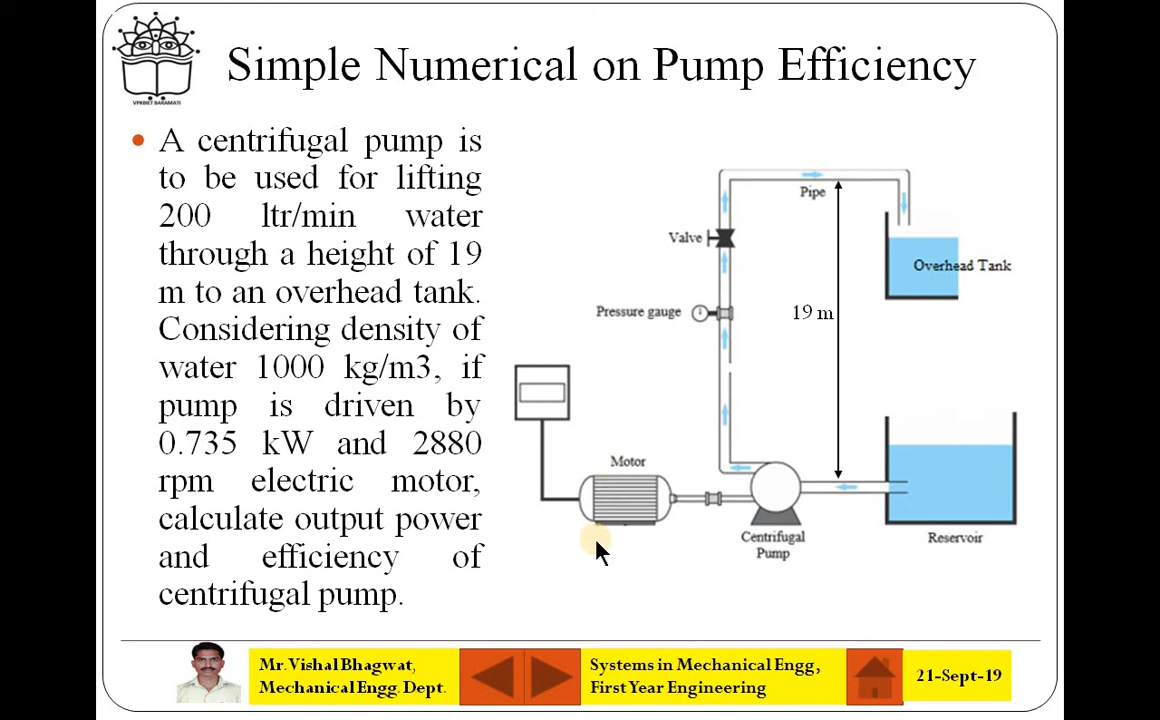 VPKBIET BARAMATI
Simple Numerical on Pump Efficiency
A centrifugal pump is
to be used for lifting
200 ltr/min water
through a height of 19
m to an overhead tank.
Considering density of
water 1000 kg/m3, if
pump is driven by
0.735 kW and 2880
rpm electric motor,
calculate output power
and efficiency of
centrifugal pump.
Pipe
Valve
Overhead Tank
Pressure gauge
19 m
Motor
Centrifugal
Pump
Reservoir
Mr. Vishal Bhagwat,
Mechanical Engg. Dept.
Systems in Mechanical Engg,
First Year Engineering
21-Sept-19